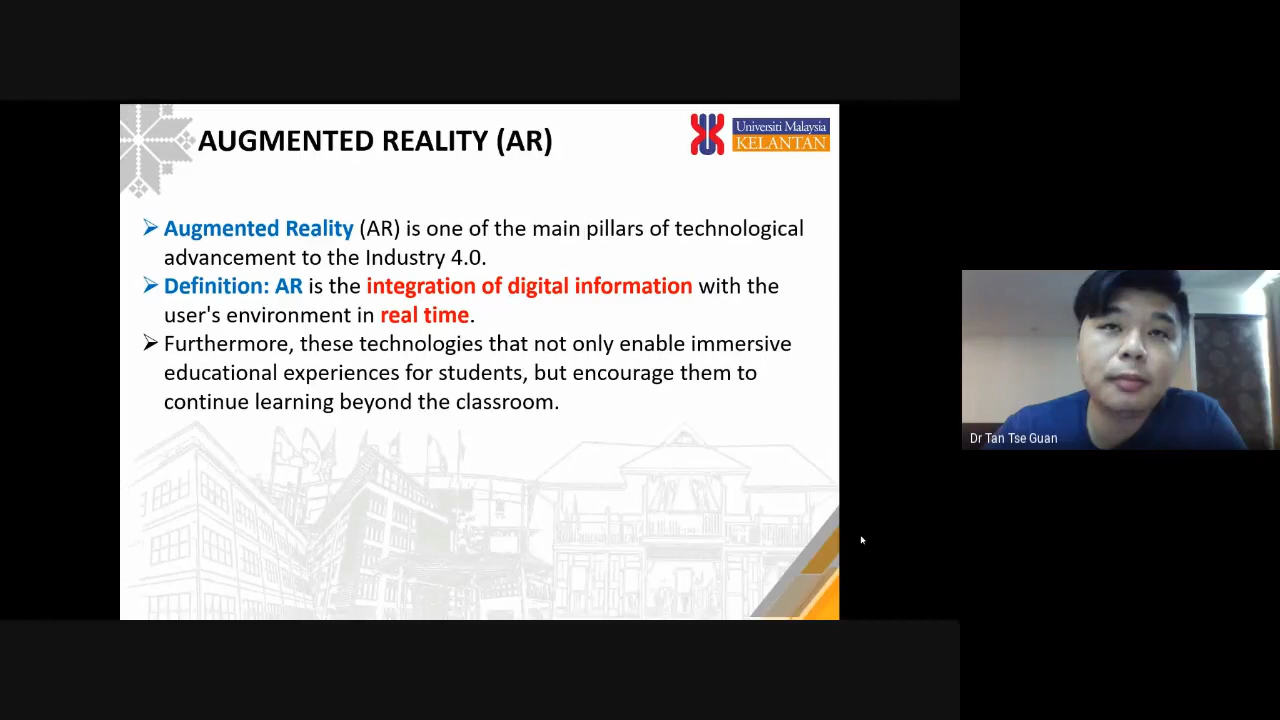 AUGMENTED REALITY (AR)
Universiti Malaysia
KELANTAN
➢ Augmented Reality (AR) is one of the main pillars of technological
advancement to the Industry 4.0.
➢ Definition: AR is the integration of digital information with the
user's environment in real time.
➢ Furthermore, these technologies that not only enable immersive
educational experiences for students, but encourage them to
continue learning beyond the classroom.
Dr Tan Tse Guan